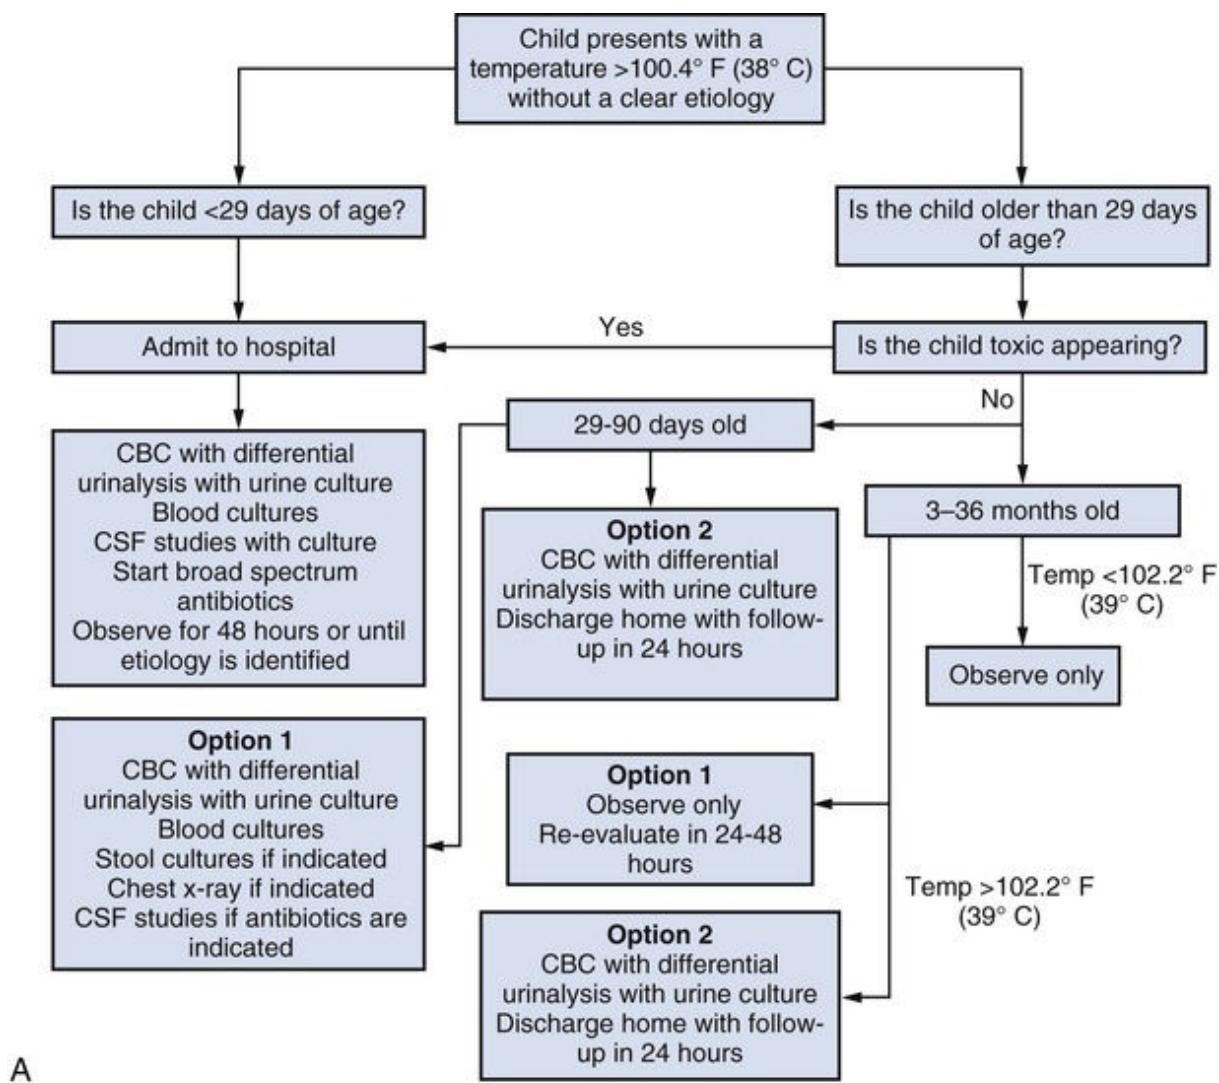 Child presents with a
temperature >100.4° F (38° C)
without a clear etiology
Is the child <29 days of age?
Is the child older than 29 days
of age?
Admit to hospital
Yes
Is the child toxic appearing?
No
CBC with differential
urinalysis with urine culture
Blood cultures
CSF studies with culture
Start broad spectrum
antibiotics
Observe for 48 hours or until
etiology is identified
29-90 days old
3–36 months old
Option 2
CBC with differential
urinalysis with urine culture
Discharge home with follow-
up in 24 hours
Temp <102.2° F
(39° C)
Observe only
Option 1
CBC with differential
urinalysis with urine culture
Blood cultures
Stool cultures if indicated
Chest x-ray if indicated
CSF studies if antibiotics are
indicated
Option 1
Observe only
Re-evaluate in 24-48
hours
Temp >102.2° F
(39° C)
Option 2
CBC with differential
urinalysis with urine culture
Discharge home with follow-
up in 24 hours
A